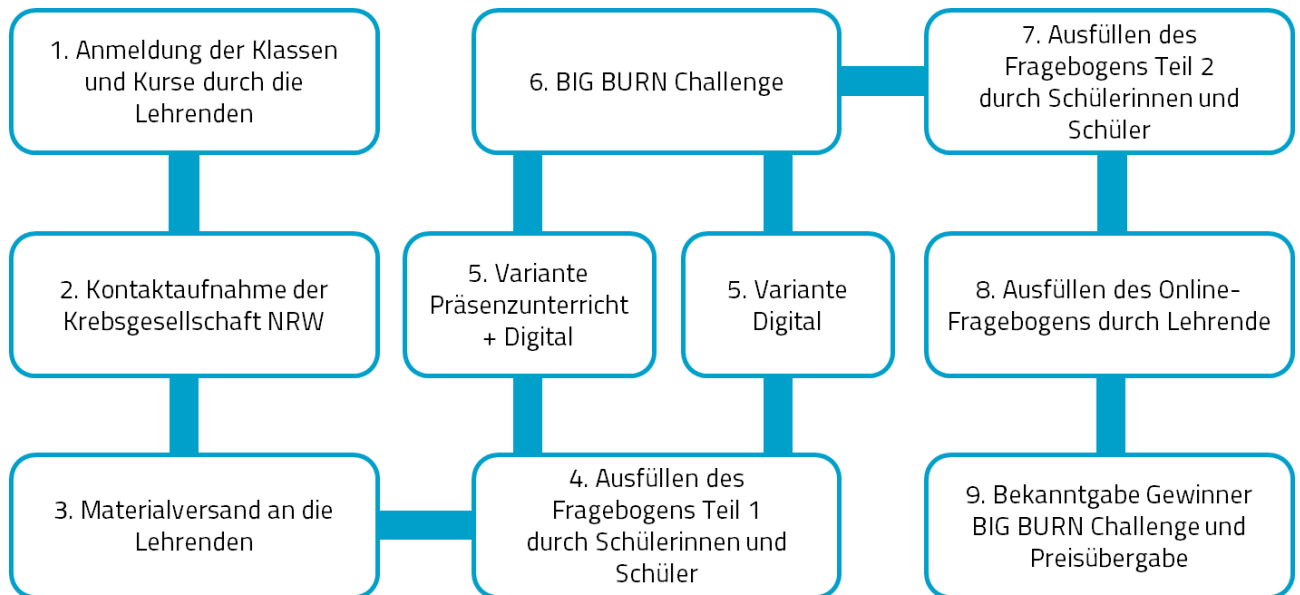 1. Anmeldung der Klassen
und Kurse durch die
Lehrenden
2. Kontaktaufnahme der
Krebsgesellschaft NRW
3. Materialversand an die
Lehrenden
4. Ausfüllen des
Fragebogens Teil 1
durch Schülerinnen und
Schüler
5. Variante
Präsenzunterricht
+ Digital
5. Variante
Digital
6. BIG BURN Challenge
7. Ausfüllen des
Fragebogens Teil 2
durch Schülerinnen und
Schüler
8. Ausfüllen des Online-
Fragebogens durch Lehrende
9. Bekanntgabe Gewinner
BIG BURN Challenge und
Preisübergabe